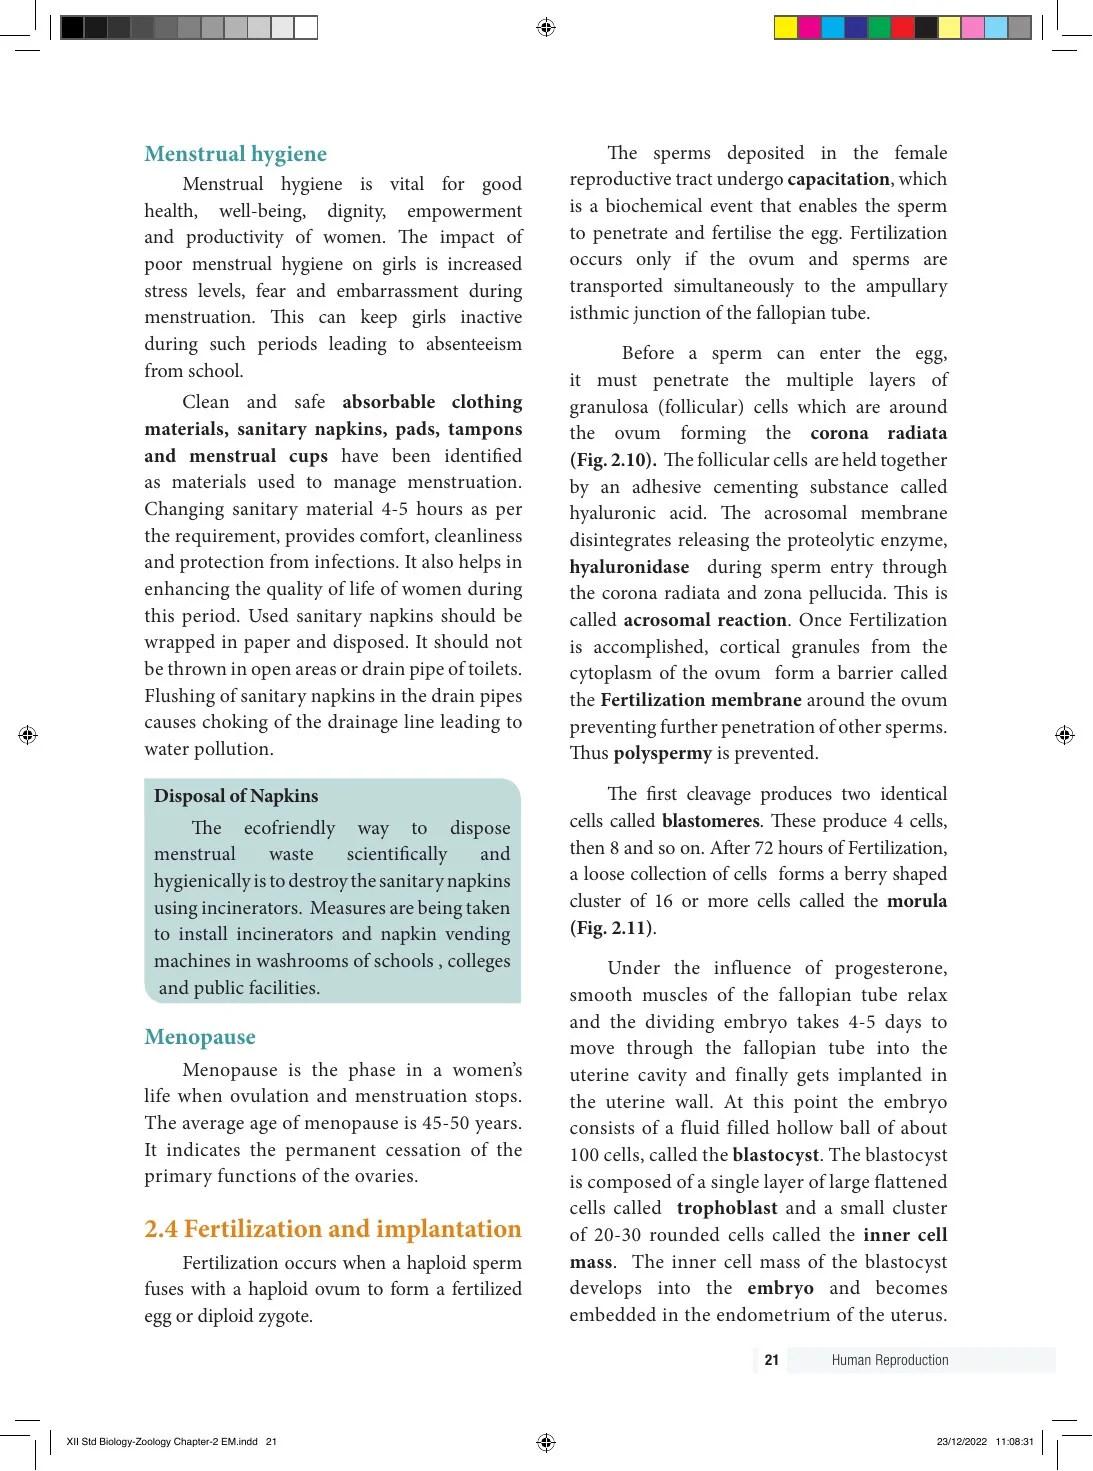 Menstrual hygiene
Menstrual hygiene is vital for good
health, well-being, dignity, empowerment
and productivity of women. The impact of
poor menstrual hygiene on girls is increased
stress levels, fear and embarrassment during
menstruation. This can keep girls inactive
during such periods leading to absenteeism
from school.
Clean and safe absorbable clothing
materials, sanitary napkins, pads, tampons
and menstrual cups have been identified
as materials used to manage menstruation.
Changing sanitary material 4-5 hours as per
the requirement, provides comfort, cleanliness
and protection from infections. It also helps in
enhancing the quality of life of women during
this period. Used sanitary napkins should be
wrapped in paper and disposed. It should not
be thrown in open areas or drain pipe of toilets.
Flushing of sanitary napkins in the drain pipes
causes choking of the drainage line leading to
water pollution.
Disposal of Napkins
The ecofriendly way to dispose
menstrual waste scientifically and
hygienically is to destroy the sanitary napkins
using incinerators. Measures are being taken
to install incinerators and napkin vending
machines in washrooms of schools , colleges
and public facilities.
Menopause
Menopause is the phase in a women's
life when ovulation and menstruation stops.
The average age of menopause is 45-50 years.
It indicates the permanent cessation of the
primary functions of the ovaries.
2.4 Fertilization and implantation
Fertilization occurs when a haploid sperm
fuses with a haploid ovum to form a fertilized
egg or diploid zygote.
The sperms deposited in the female
reproductive tract undergo capacitation, which
is a biochemical event that enables the sperm
to penetrate and fertilise the egg. Fertilization
occurs only if the ovum and sperms are
transported simultaneously to the ampullary
isthmic junction of the fallopian tube.
Before a sperm can enter the egg,
it must penetrate the multiple layers of
granulosa (follicular) cells which are around
the ovum forming the corona radiata
(Fig. 2.10). The follicular cells are held together
by an adhesive cementing substance called
hyaluronic acid. The acrosomal membrane
disintegrates releasing the proteolytic enzyme,
hyaluronidase during sperm entry through
the corona radiata and zona pellucida. This is
called acrosomal reaction. Once Fertilization
is accomplished, cortical granules from the
cytoplasm of the ovum form a barrier called
the Fertilization membrane around the ovum
preventing further penetration of other sperms.
Thus polyspermy is prevented.
The first cleavage produces two identical
cells called blastomeres. These produce 4 cells,
then 8 and so on. After 72 hours of Fertilization,
a loose collection of cells forms a berry shaped
cluster of 16 or more cells called the morula
(Fig. 2.11).
Under the influence of progesterone,
smooth muscles of the fallopian tube relax
and the dividing embryo takes 4-5 days to
move through the fallopian tube into the
uterine cavity and finally gets implanted in
the uterine wall. At this point the embryo
consists of a fluid filled hollow ball of about
100 cells, called the blastocyst. The blastocyst
is composed of a single layer of large flattened
cells called trophoblast and a small cluster
of 20-30 rounded cells called the inner cell
mass. The inner cell mass of the blastocyst
develops into the embryo and becomes
embedded in the endometrium of the uterus.
21 Human Reproduction
XII Std Biology-Zoology Chapter-2 EM.indd 21
23/12/2022 11:08:31